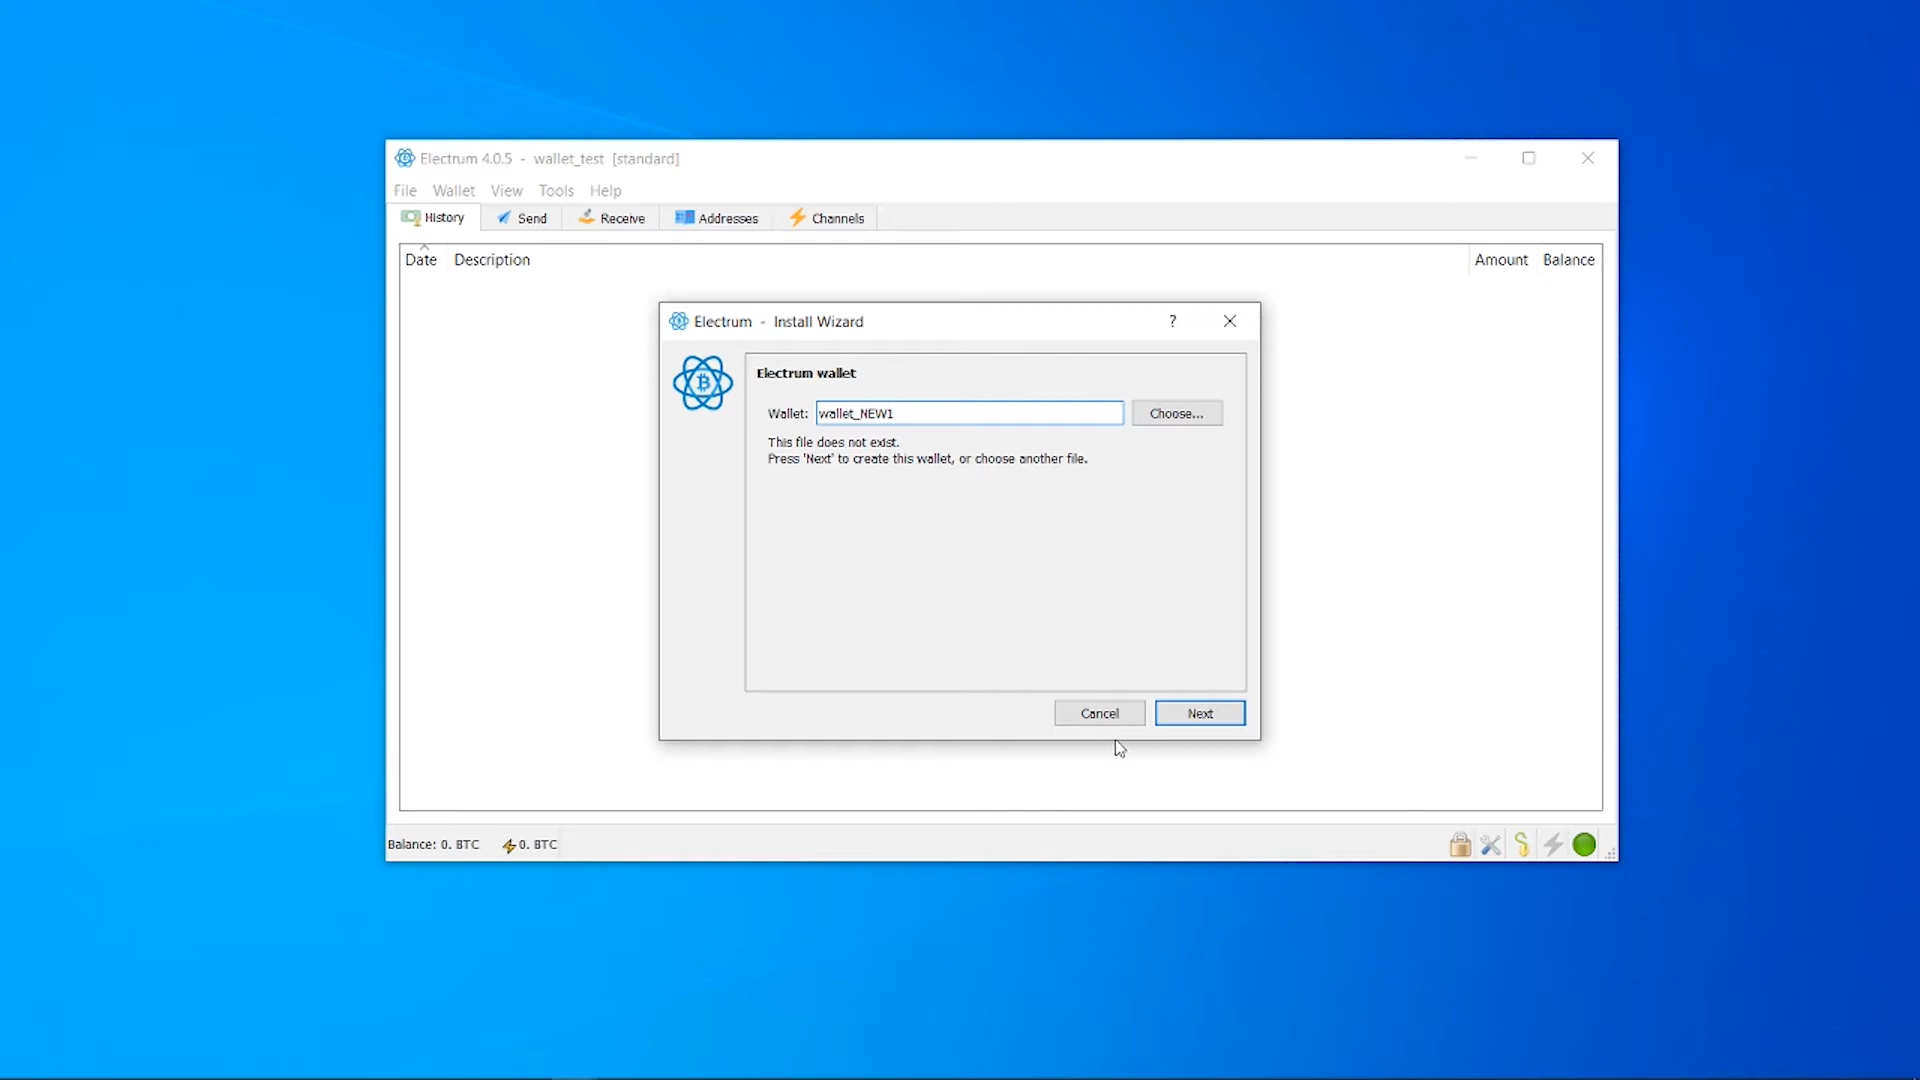 Electrum 4.0.5 - wallet_test [standard]
File Wallet View Tools Help
History Send Receive Addresses Channels
Date Description Amount Balance
Electrum - Install Wizard
Electrum wallet
Wallet: wallet_NEW1 Choose...
This file does not exist.
Press 'Next' to create this wallet, or choose another file.
Cancel Next
Balance: 0. BTC 0. BTC